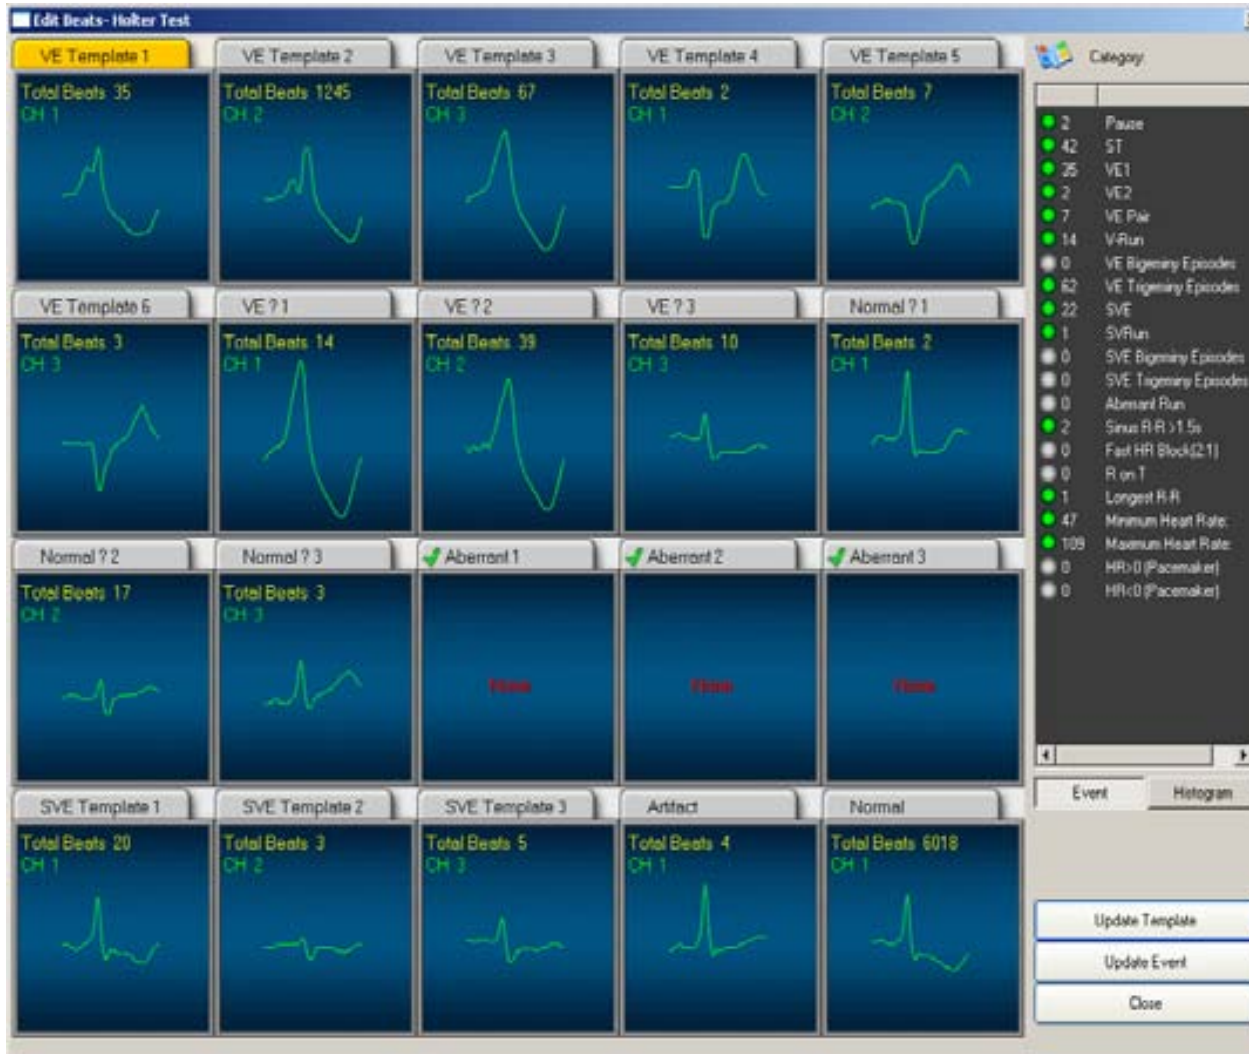 Edit Beats- Holter Test
VE Template 1
VE Template 2
VE Template 3
VE Template 4
VE Template 5
Category:
Total Beats 35
CH 1
Total Beats 1245
CH 2
Total Beats 67
CH 3
Total Beats 2
CH 1
Total Beats 7
CH 2
VE Template 6
VE ? 1
VE ? 2
VE ? 3
Normal ? 1
Total Beats 3
CH 3
Total Beats 14
CH 1
Total Beats 39
CH 2
Total Beats 10
CH 3
Total Beats 2
CH 1
Normal ? 2
Normal ? 3
Aberrant 1
Aberrant 2
Aberrant 3
Total Beats 17
CH 2
Total Beats 3
CH 3
SVE Template 1
SVE Template 2
SVE Template 3
Artifact
Normal
Total Beats 20
CH 1
Total Beats 3
CH 2
Total Beats 5
CH 3
Total Beats 4
CH 1
Total Beats 6018
CH 1
2 Pause
42 ST
35 VE1
2 VE2
7 VE Pair
14 V-Run
0 VE Bigeminy Episodes
62 VE Trigeminy Episodes
22 SVE
1 SVRun
0 SVE Bigeminy Episodes
0 SVE Trigeminy Episodes
0 Aberrant Run
2 Sinus R-R >1.5s
0 Fast HR Block(2:1)
0 R on T
1 Longest R-R
47 Minimum Heart Rate:
109 Maximum Heart Rate:
0 HR>0 (Pacemaker)
0 HR<0 (Pacemaker)
Event
Histogram
Update Template
Update Event
Close